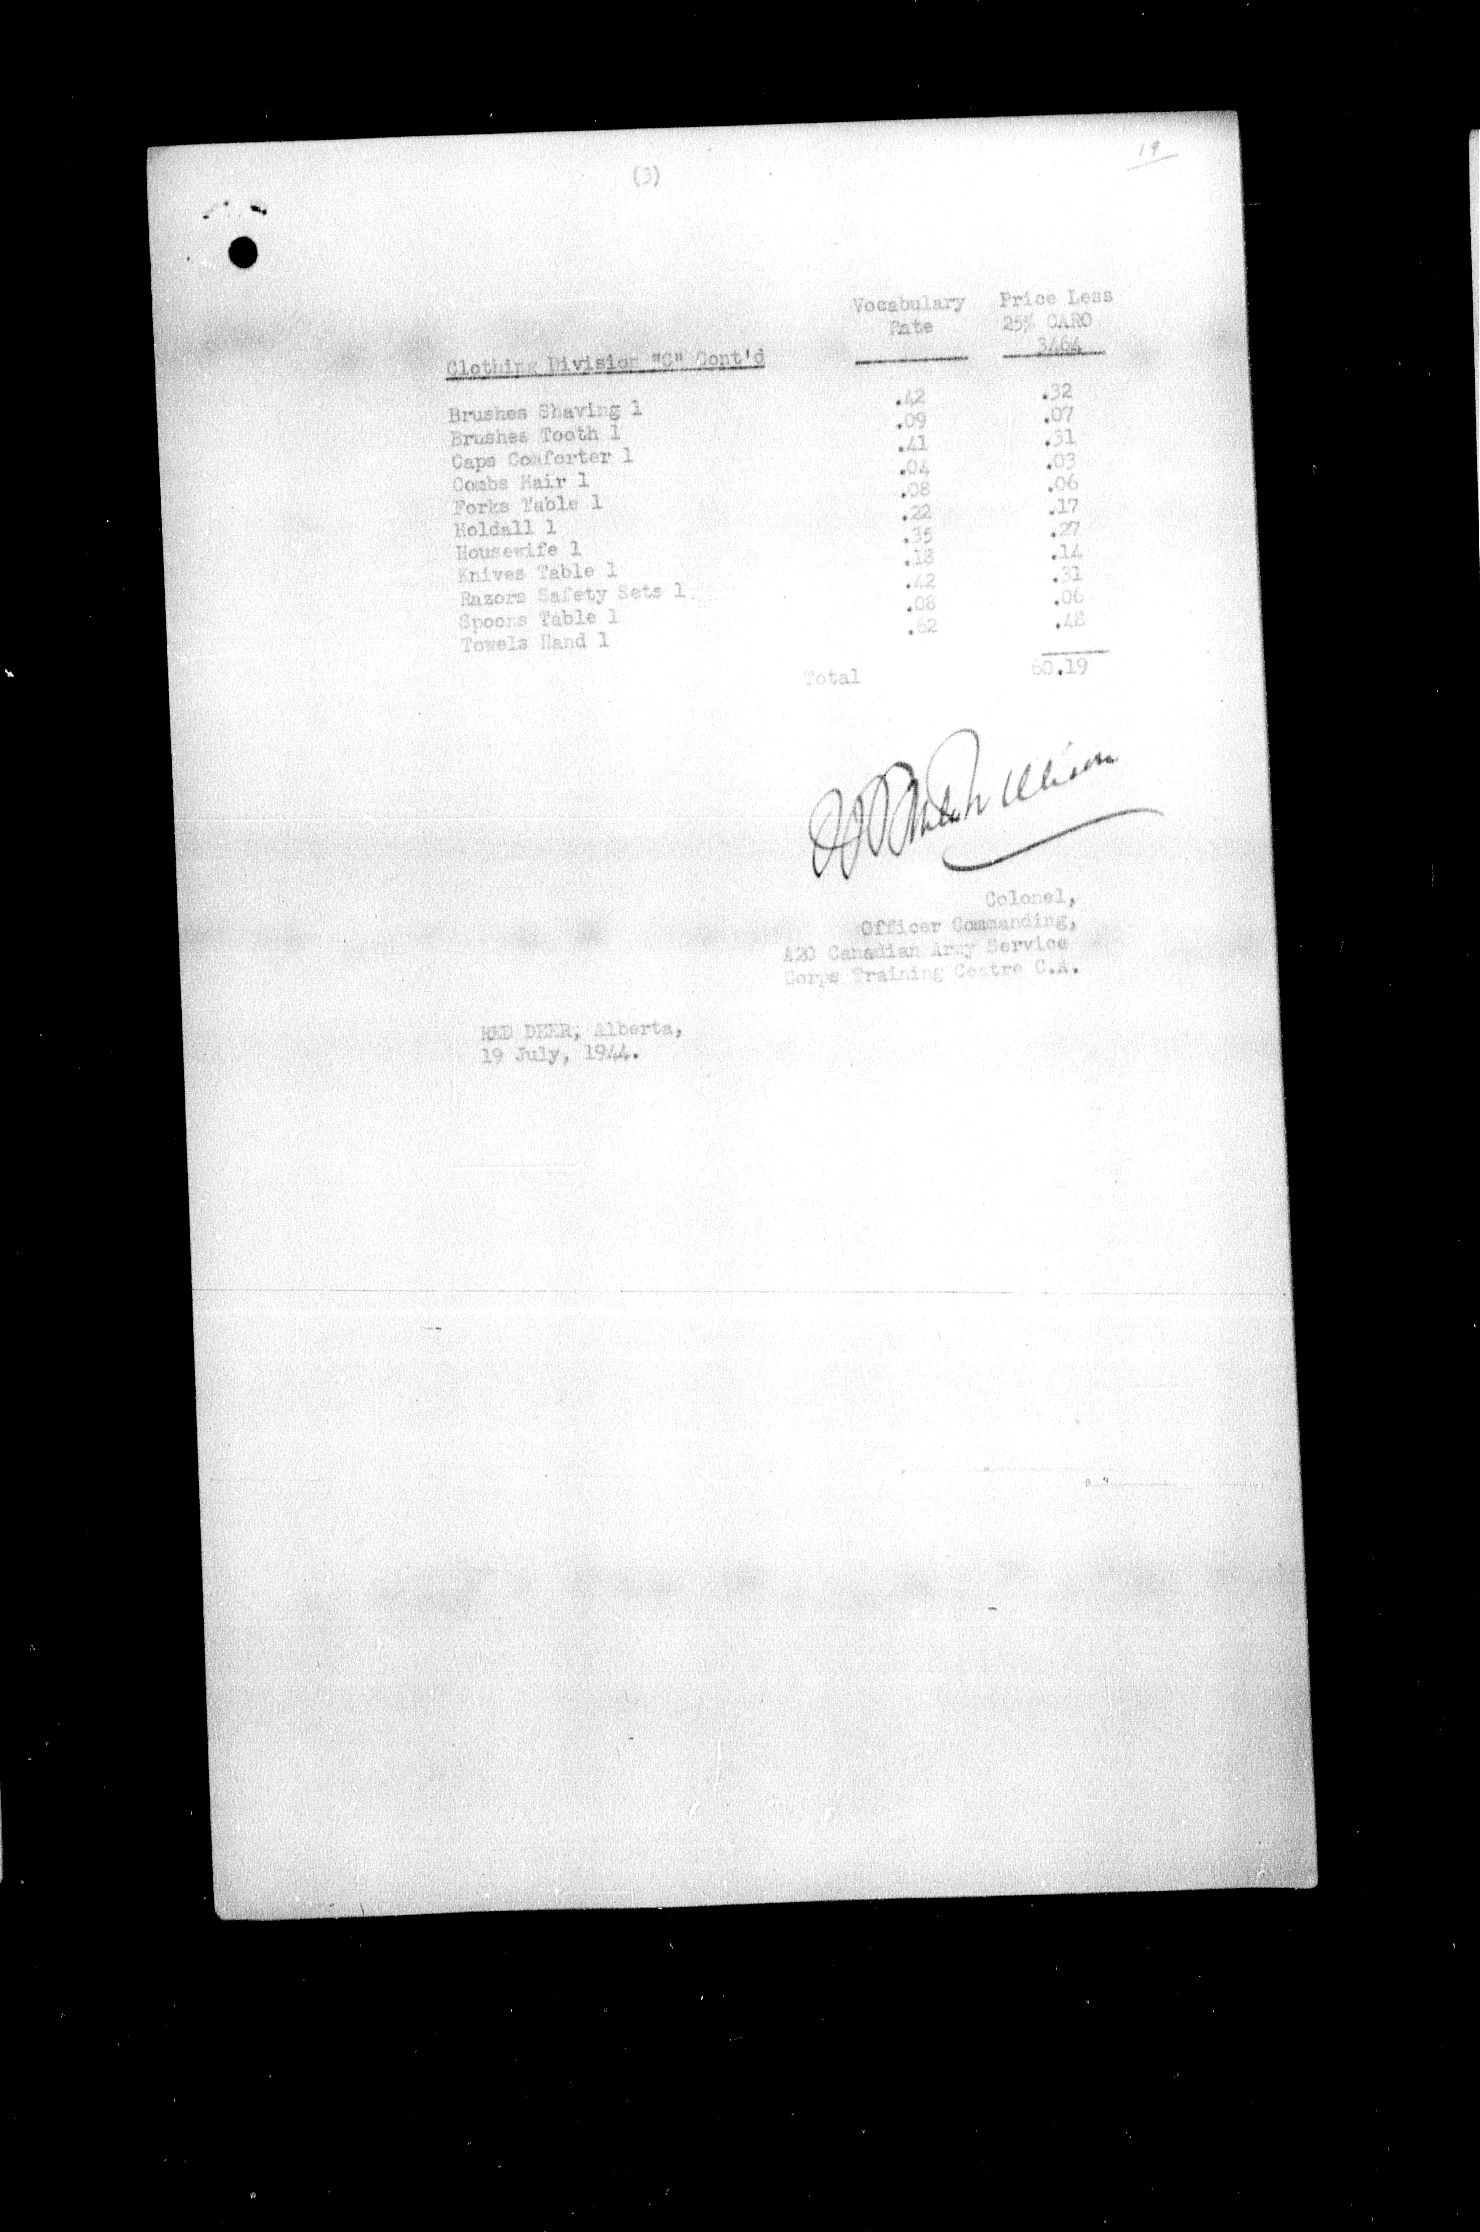 19
(3)
Vocabulary Price Less
Rate 25% CARO
3464
Clothing Division "C" Cont'd
Brushes Shaving 1 .42 .32
Brushes Tooth 1 .09 .07
Caps Comforter 1 .41 .31
Combs Hair 1 .04 .03
Forks Table 1 .08 .06
Holdall 1 .22 .17
Housewife 1 .35 .27
Knives Table 1 .18 .14
Razors Safety Sets 1 .42 .31
Spoons Table 1 .08 .06
Towels Hand 1 .62 .48
Total 60.19
Colonel,
Officer Commanding,
A20 Canadian Army Service
Corps Training Centre C.A.
RED DEER, Alberta,
19 July, 1944.